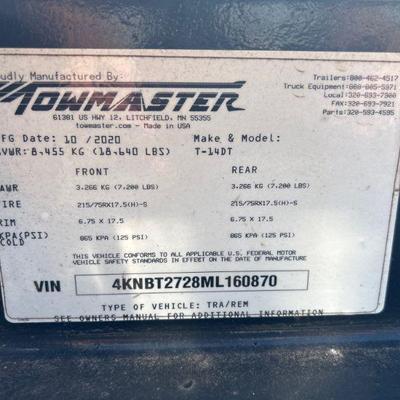 oudly Manufactured By:
TOWMASTER
61381 US HWY 12, LITCHFIELD, MN 55355
towmaster.com - Made in USA
Trailers:800-462-4517
Truck Equipment:888-805-5971
Local:320-693-7900
FAX:320-693-7921
Parts:320-593-4595
FG Date: 10 /2020
Make & Model:
VWR: 8,455 KG (18,640 LBS)
T-14DT
FRONT
REAR
AWR 3.266 KG (7,200 LBS) 3.266 KG (7,200 LBS)
IRE 215/75RX17.5(H)-S 215/75RX17.5(H)-S
RIM 6.75 X 17.5 6.75 X 17.5
KPA(PSI) 865 KPA (125 PSI) 865 KPA (125 PSI)
COLD
THIS VEHICLE CONFORMS TO ALL APPLICABLE U.S. FEDERAL MOTOR
VEHICLE SAFETY STANDARDS IN EFFECT ON THE DATE OF MANUFACTURE
VIN 4KNBT2728ML160870
TYPE OF VEHICLE: TRA/REM
SEE OWNERS MANUAL FOR ADDITIONAL INFORMATION